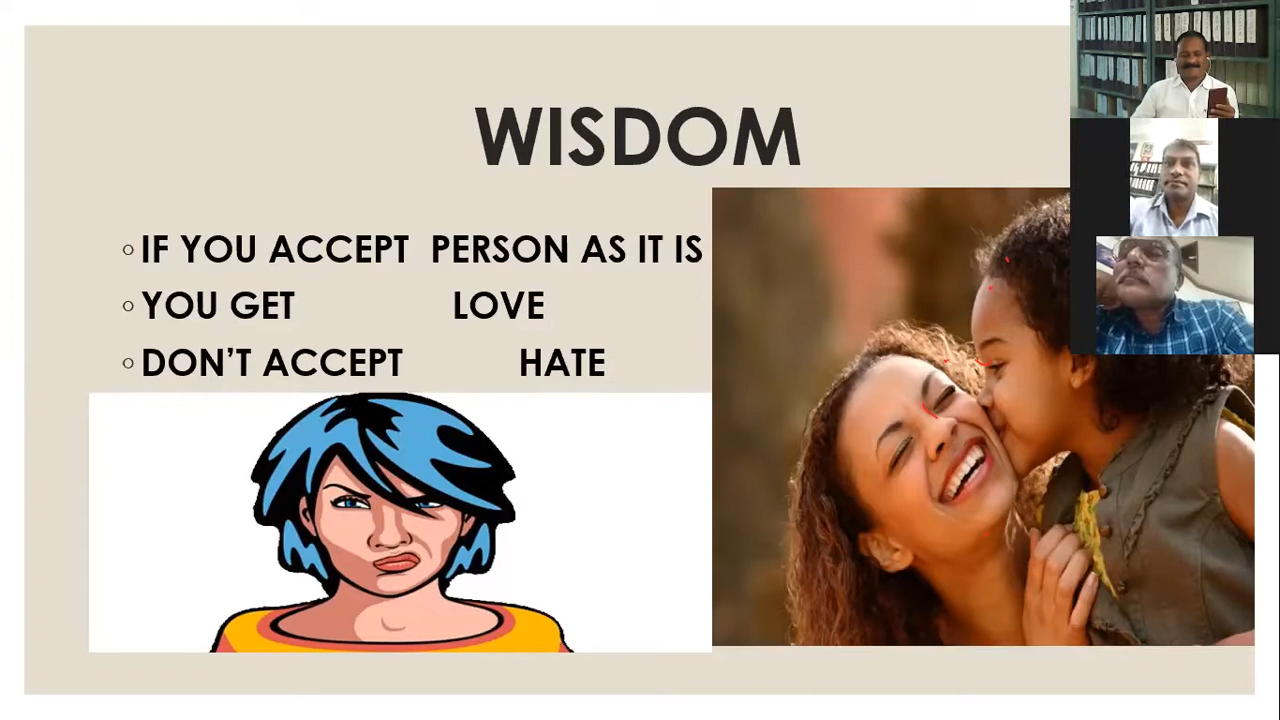 WISDOM
IF YOU ACCEPT PERSON AS IT IS
YOU GET LOVE
DON'T ACCEPT HATE